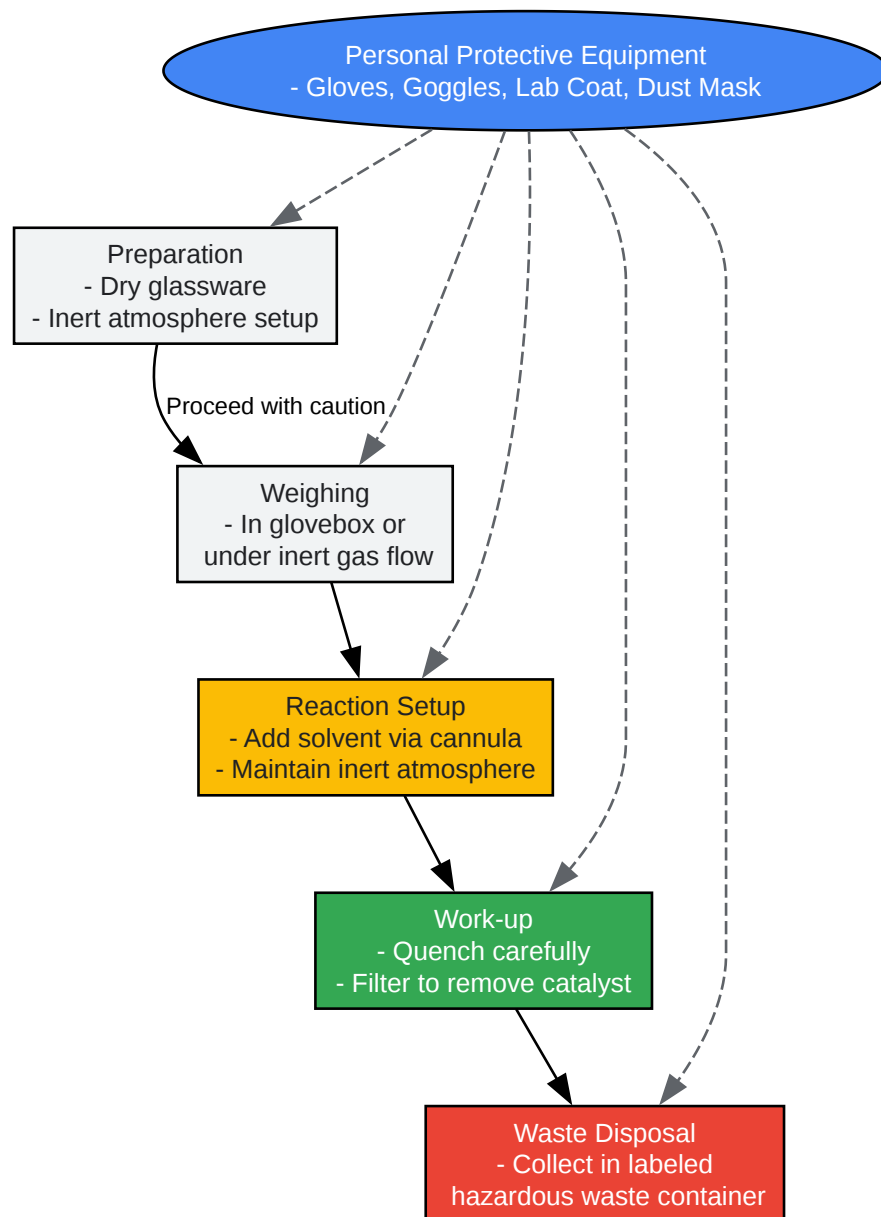 Personal Protective Equipment
- Gloves, Goggles, Lab Coat, Dust Mask
Preparation
- Dry glassware
- Inert atmosphere setup
Proceed with caution
Weighing
- In glovebox or
under inert gas flow
Reaction Setup
- Add solvent via cannula
- Maintain inert atmosphere
Work-up
- Quench carefully
- Filter to remove catalyst
Waste Disposal
- Collect in labeled
hazardous waste container